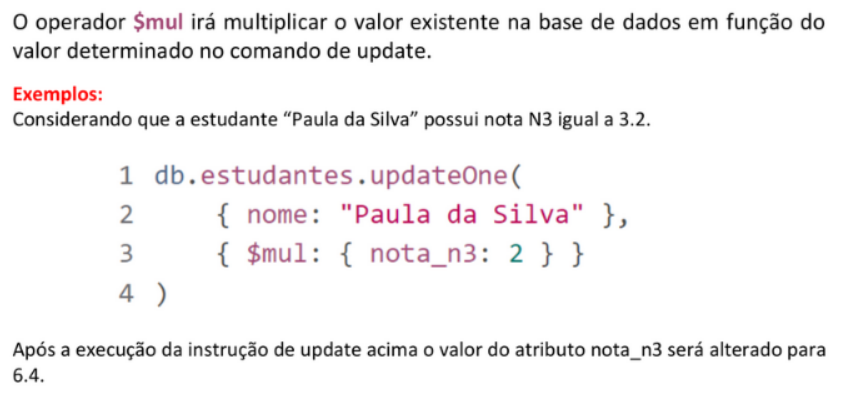 O operador $mul irá multiplicar o valor existente na base de dados em função do
valor determinado no comando de update.
Exemplos:
Considerando que a estudante “Paula da Silva” possui nota N3 igual a 3.2.
1 db.estudantes.updateOne(
2     { nome: "Paula da Silva" },
3     { $mul: { nota_n3: 2 } }
4 )
Após a execução da instrução de update acima o valor do atributo nota_n3 será alterado para
6.4.